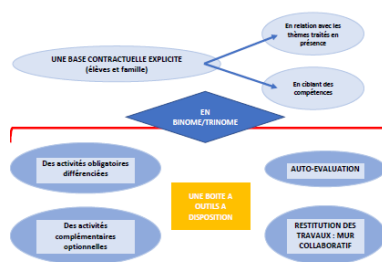 En relation avec les
thèmes traités en
présence
UNE BASE CONTRACTUELLE EXPLICITE
(élèves et famille)
En ciblant des
compétences
EN
BINOME/TRINOME
Des activités obligatoires
différenciées
AUTO-EVALUATION
UNE BOITE A
OUTILS A
DISPOSITION
Des activités
complémentaires
optionnelles
RESTITUTION DES
TRAVAUX : MUR
COLLABORATIF